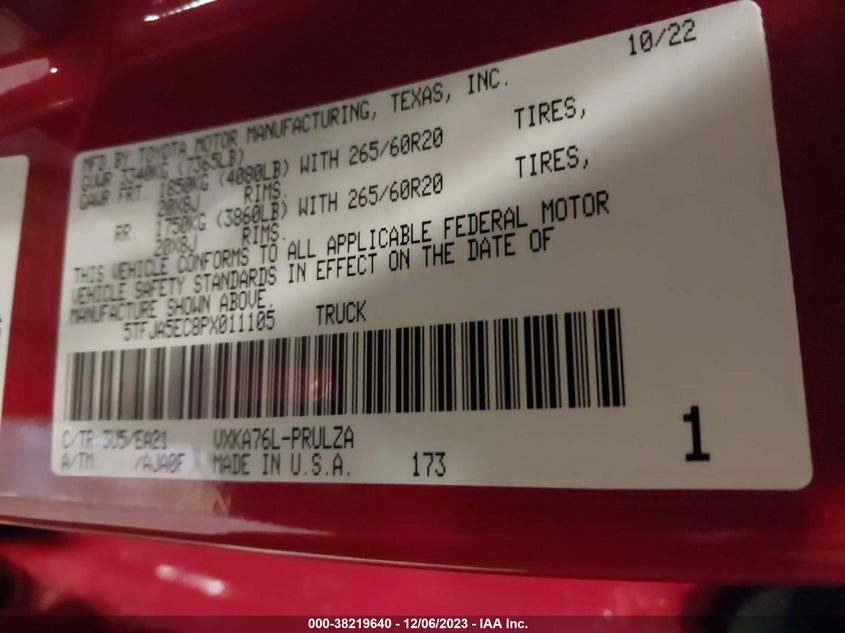 10/22
MFD. BY TOYOTA MOTOR MANUFACTURING, TEXAS, INC.
GVWR 3340KG (7365LB)
GAWR FRT. 1850KG (4080LB) WITH 265/60R20 TIRES,
20X8J RIMS.
RR. 1750KG (3860LB) WITH 265/60R20 TIRES,
20X8J RIMS.
THIS VEHICLE CONFORMS TO ALL APPLICABLE FEDERAL MOTOR
VEHICLE SAFETY STANDARDS IN EFFECT ON THE DATE OF
MANUFACTURE SHOWN ABOVE.
5TFJA5EC8PX011105 TRUCK
C/TR: 3U5/EA21 VXKA76L-PRULZA
A/TM: /AJA0F MADE IN U.S.A. 173
1
000-38219640 - 12/06/2023 - IAA Inc.